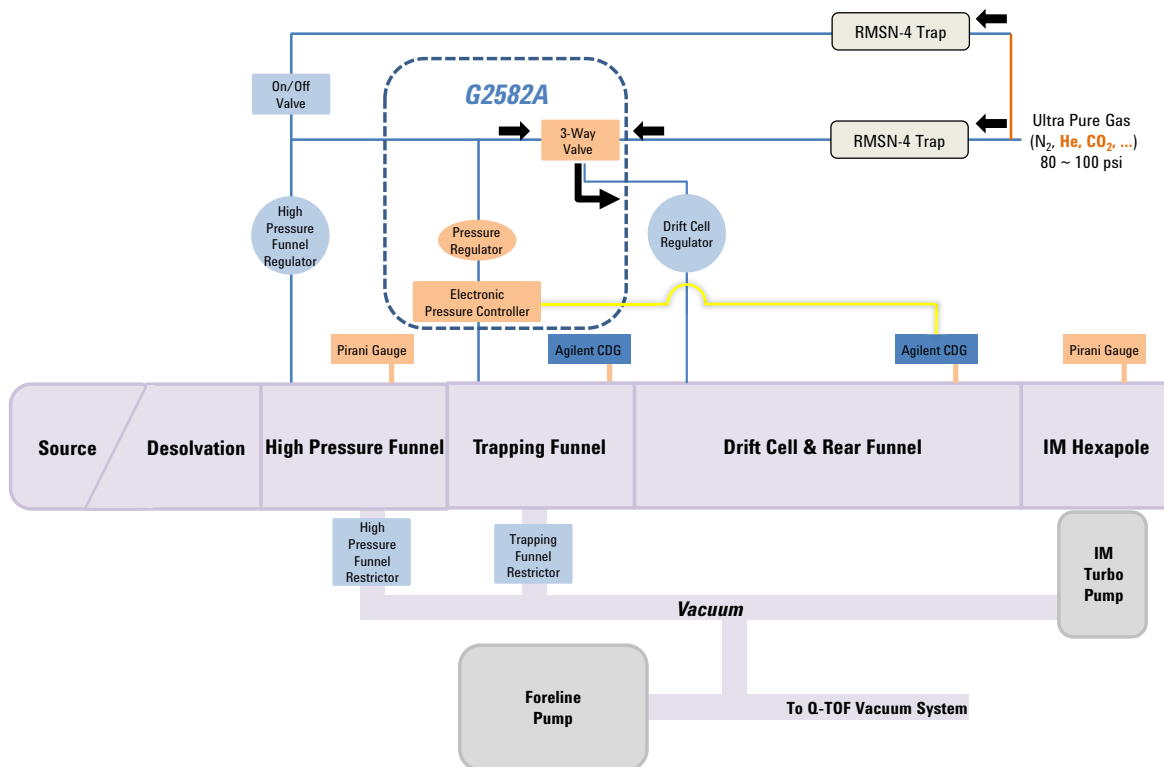 RMSN-4 Trap
On/Off
Valve
G2582A
3-Way
Valve
RMSN-4 Trap
Ultra Pure Gas
(N₂, He, CO₂, ...)
80 ~ 100 psi
High
Pressure
Funnel
Regulator
Pressure
Regulator
Drift Cell
Regulator
Electronic
Pressure Controller
Pirani Gauge
Agilent CDG
Agilent CDG
Pirani Gauge
Source
Desolvation
High Pressure Funnel
Trapping Funnel
Drift Cell & Rear Funnel
IM Hexapole
High
Pressure
Funnel
Restrictor
Trapping
Funnel
Restrictor
IM
Turbo
Pump
Vacuum
Foreline
Pump
To Q-TOF Vacuum System